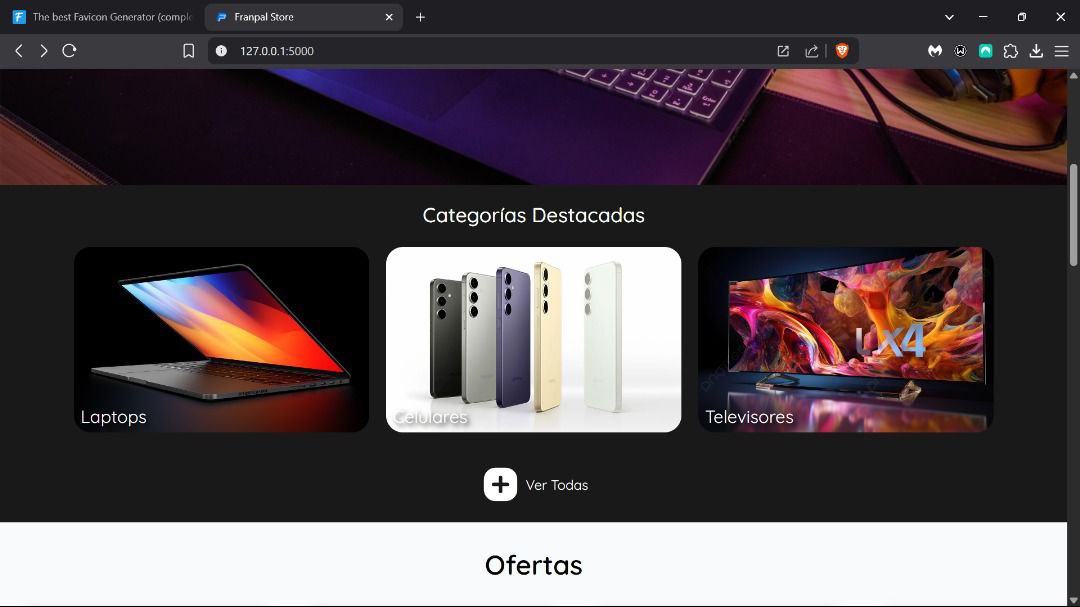 The best Favicon Generator (comple
Franpal Store
127.0.0.1:5000
Categorías Destacadas
Laptops
Celulares
Televisores
UX4
Ver Todas
Ofertas